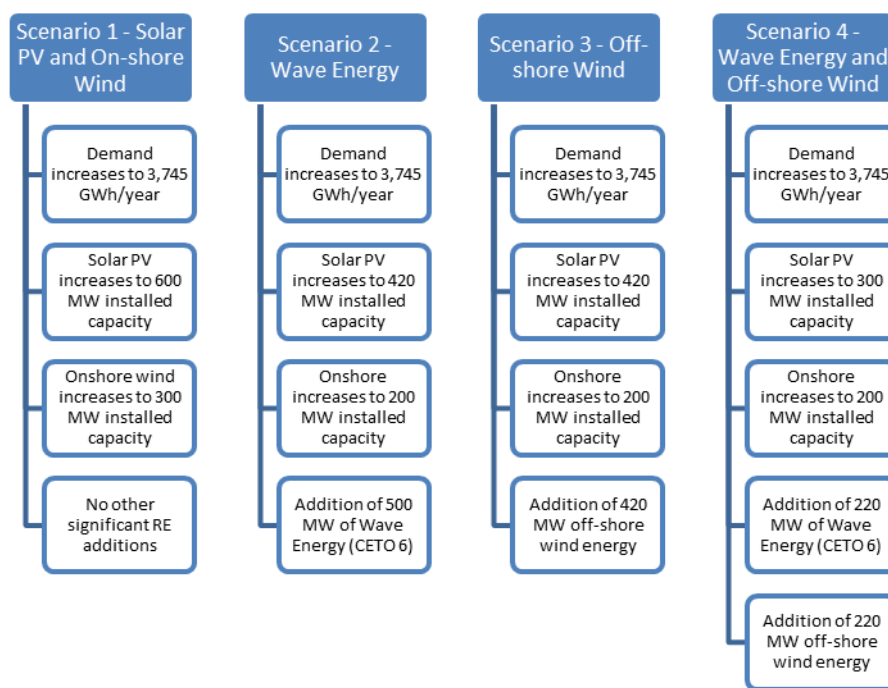 Scenario 1 - Solar
PV and On-shore
Wind
Demand
increases to 3,745
GWh/year
Solar PV
increases to 600
MW installed
capacity
Onshore wind
increases to 300
MW installed
capacity
No other
significant RE
additions
Scenario 2 -
Wave Energy
Demand
increases to 3,745
GWh/year
Solar PV
increases to 420
MW installed
capacity
Onshore
increases to 200
MW installed
capacity
Addition of 500
MW of Wave
Energy (CETO 6)
Scenario 3 - Off-
shore Wind
Demand
increases to 3,745
GWh/year
Solar PV
increases to 420
MW installed
capacity
Onshore
increases to 200
MW installed
capacity
Addition of 420
MW off-shore
wind energy
Scenario 4 -
Wave Energy and
Off-shore Wind
Demand
increases to 3,745
GWh/year
Solar PV
increases to 300
MW installed
capacity
Onshore
increases to 200
MW installed
capacity
Addition of 220
MW of Wave
Energy (CETO 6)
Addition of 220
MW off-shore
wind energy